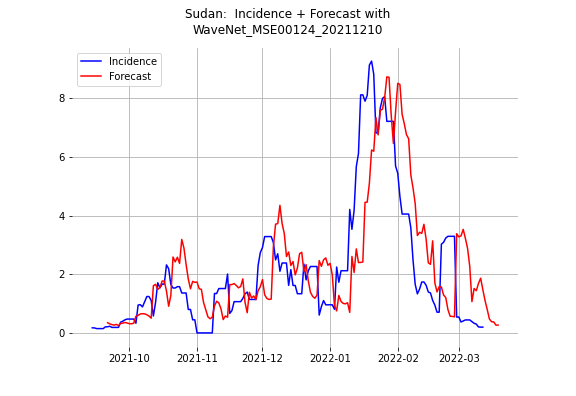 Sudan:  Incidence + Forecast with
WaveNet_MSE00124_20211210
Incidence
Forecast
8
6
4
2
0
2021-10
2021-11
2021-12
2022-01
2022-02
2022-03